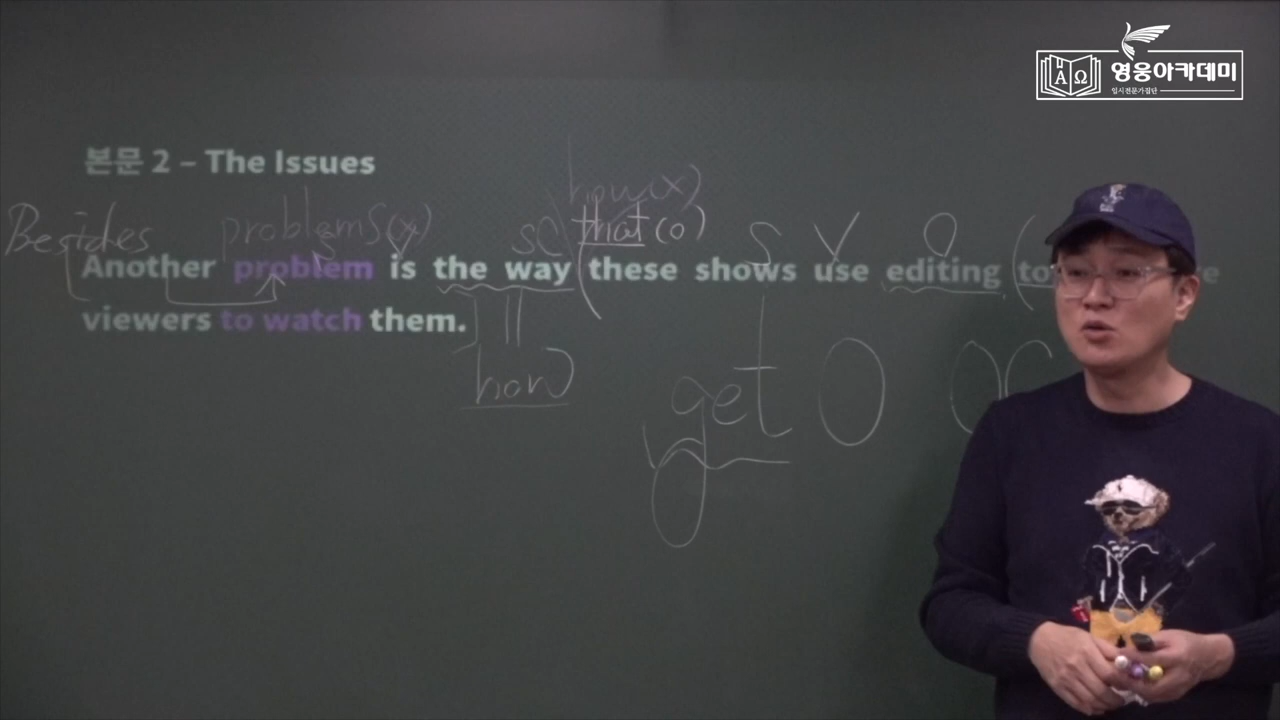 영웅아카데미
입시전문가집단
본문 2 – The Issues
how(x)
Besides problemS(x) V SC that(o) S V O (
Another problem is the way these shows use editing to
viewers to watch them.
how
get O